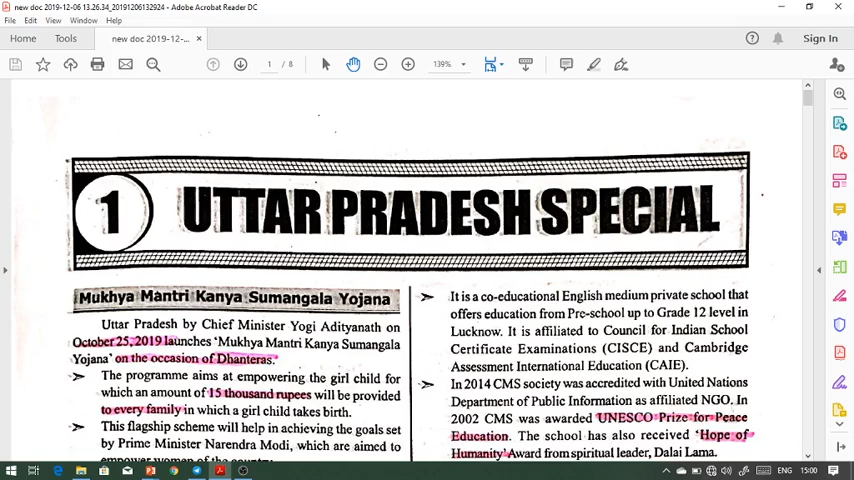 new doc 2019-12-06 13.26.34_20191206132924 - Adobe Acrobat Reader DC
File Edit View Window Help
Home Tools new doc 2019-12-... × Sign In
1 / 8 139%
1 UTTAR PRADESH SPECIAL
Mukhya Mantri Kanya Sumangala Yojana
Uttar Pradesh by Chief Minister Yogi Adityanath on
October 25, 2019 launches 'Mukhya Mantri Kanya Sumangala
Yojana' on the occasion of Dhanteras.
The programme aims at empowering the girl child for
which an amount of 15 thousand rupees will be provided
to every family in which a girl child takes birth.
This flagship scheme will help in achieving the goals set
by Prime Minister Narendra Modi, which are aimed to
empower women of the country.
It is a co-educational English medium private school that
offers education from Pre-school up to Grade 12 level in
Lucknow. It is affiliated to Council for Indian School
Certificate Examinations (CISCE) and Cambridge
Assessment International Education (CAIE).
In 2014 CMS society was accredited with United Nations
Department of Public Information as affiliated NGO. In
2002 CMS was awarded UNESCO Prize for Peace
Education. The school has also received 'Hope of
Humanity' Award from spiritual leader, Dalai Lama.
ENG 15:00